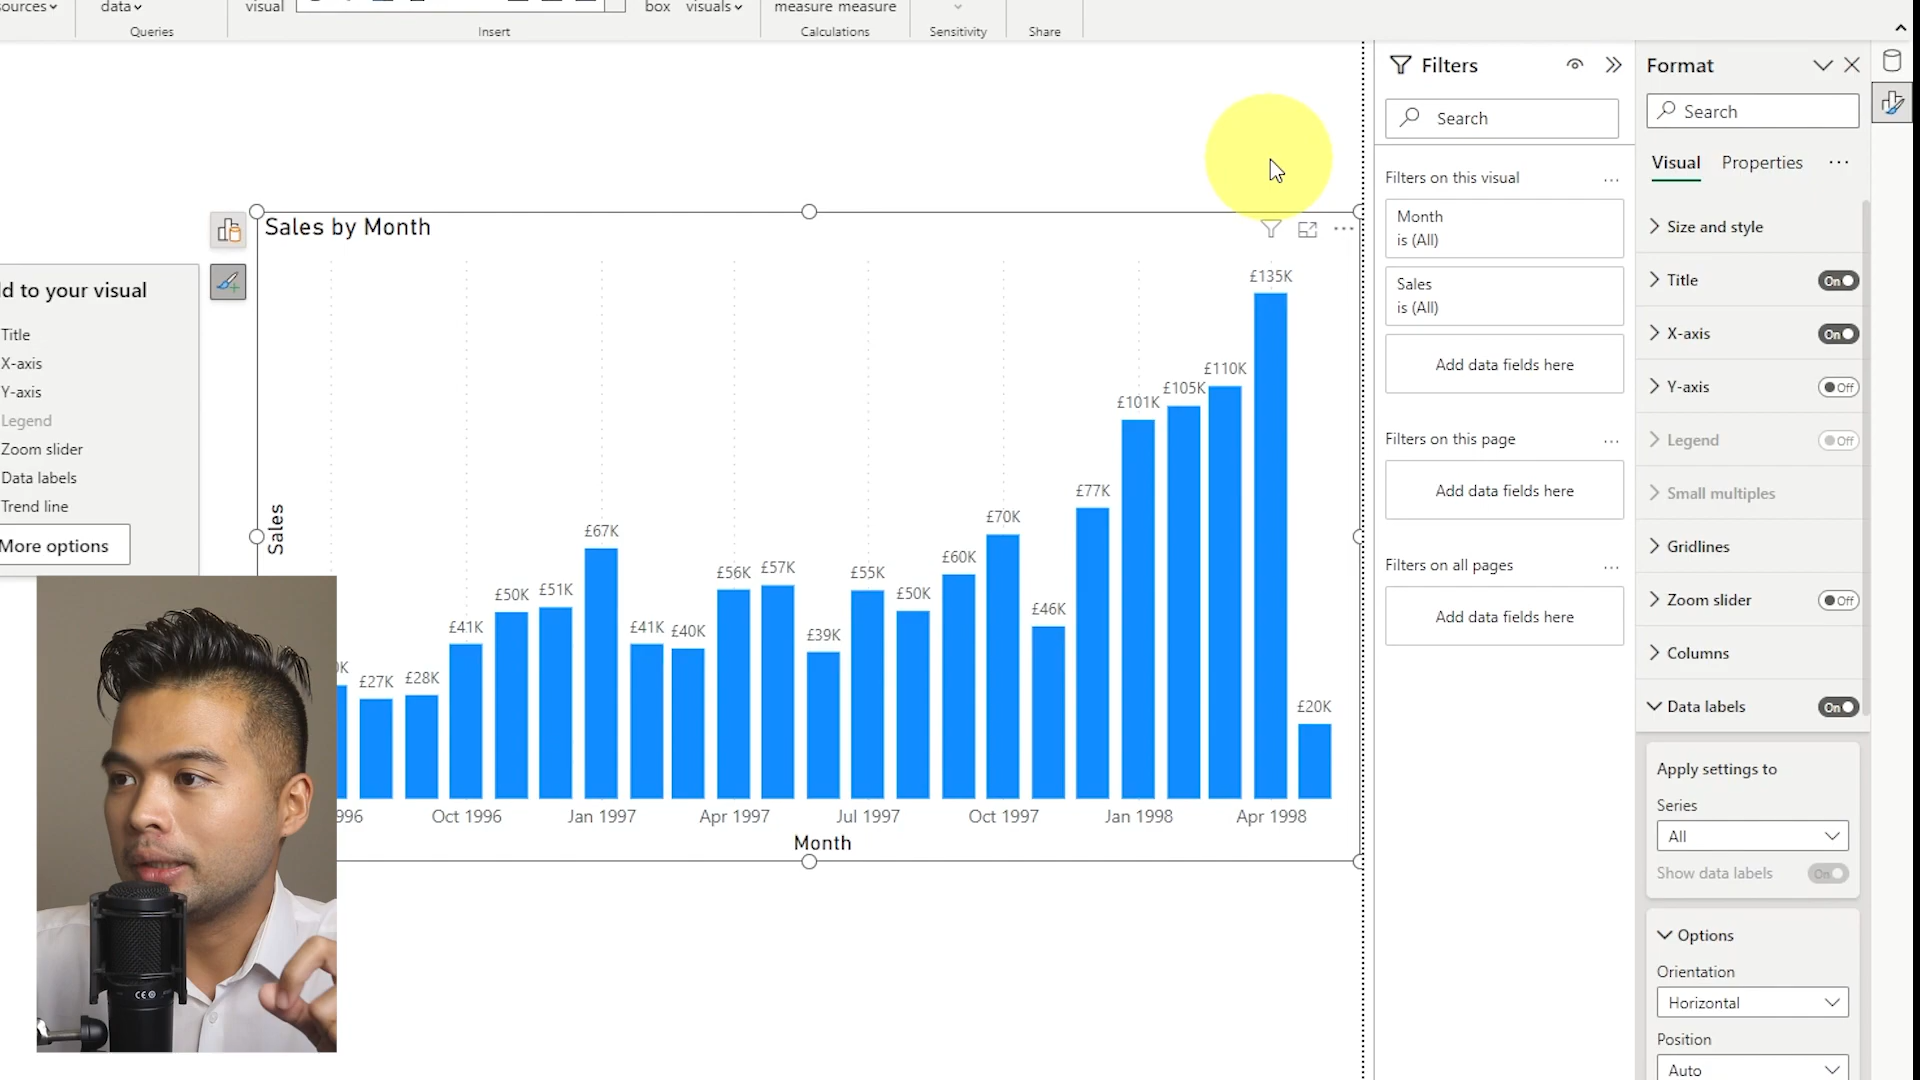 data
visual
box visuals
measure measure
Queries
Insert
Calculations
Sensitivity
Share
Sales by Month
d to your visual
Title
X-axis
Y-axis
Legend
Zoom slider
Data labels
Trend line
More options
Sales
£27K
£28K
£41K
£50K
£51K
£67K
£41K
£40K
£56K
£57K
£39K
£55K
£50K
£60K
£70K
£46K
£77K
£101K
£105K
£110K
£135K
£20K
Oct 1996
Jan 1997
Apr 1997
Jul 1997
Oct 1997
Jan 1998
Apr 1998
Month
Filters
Search
Filters on this visual
Month
is (All)
Sales
is (All)
Add data fields here
Filters on this page
Add data fields here
Filters on all pages
Add data fields here
Format
Search
Visual Properties
Size and style
Title On
X-axis On
Y-axis Off
Legend Off
Small multiples
Gridlines
Zoom slider Off
Columns
Data labels On
Apply settings to
Series
All
Show data labels On
Options
Orientation
Horizontal
Position
Auto